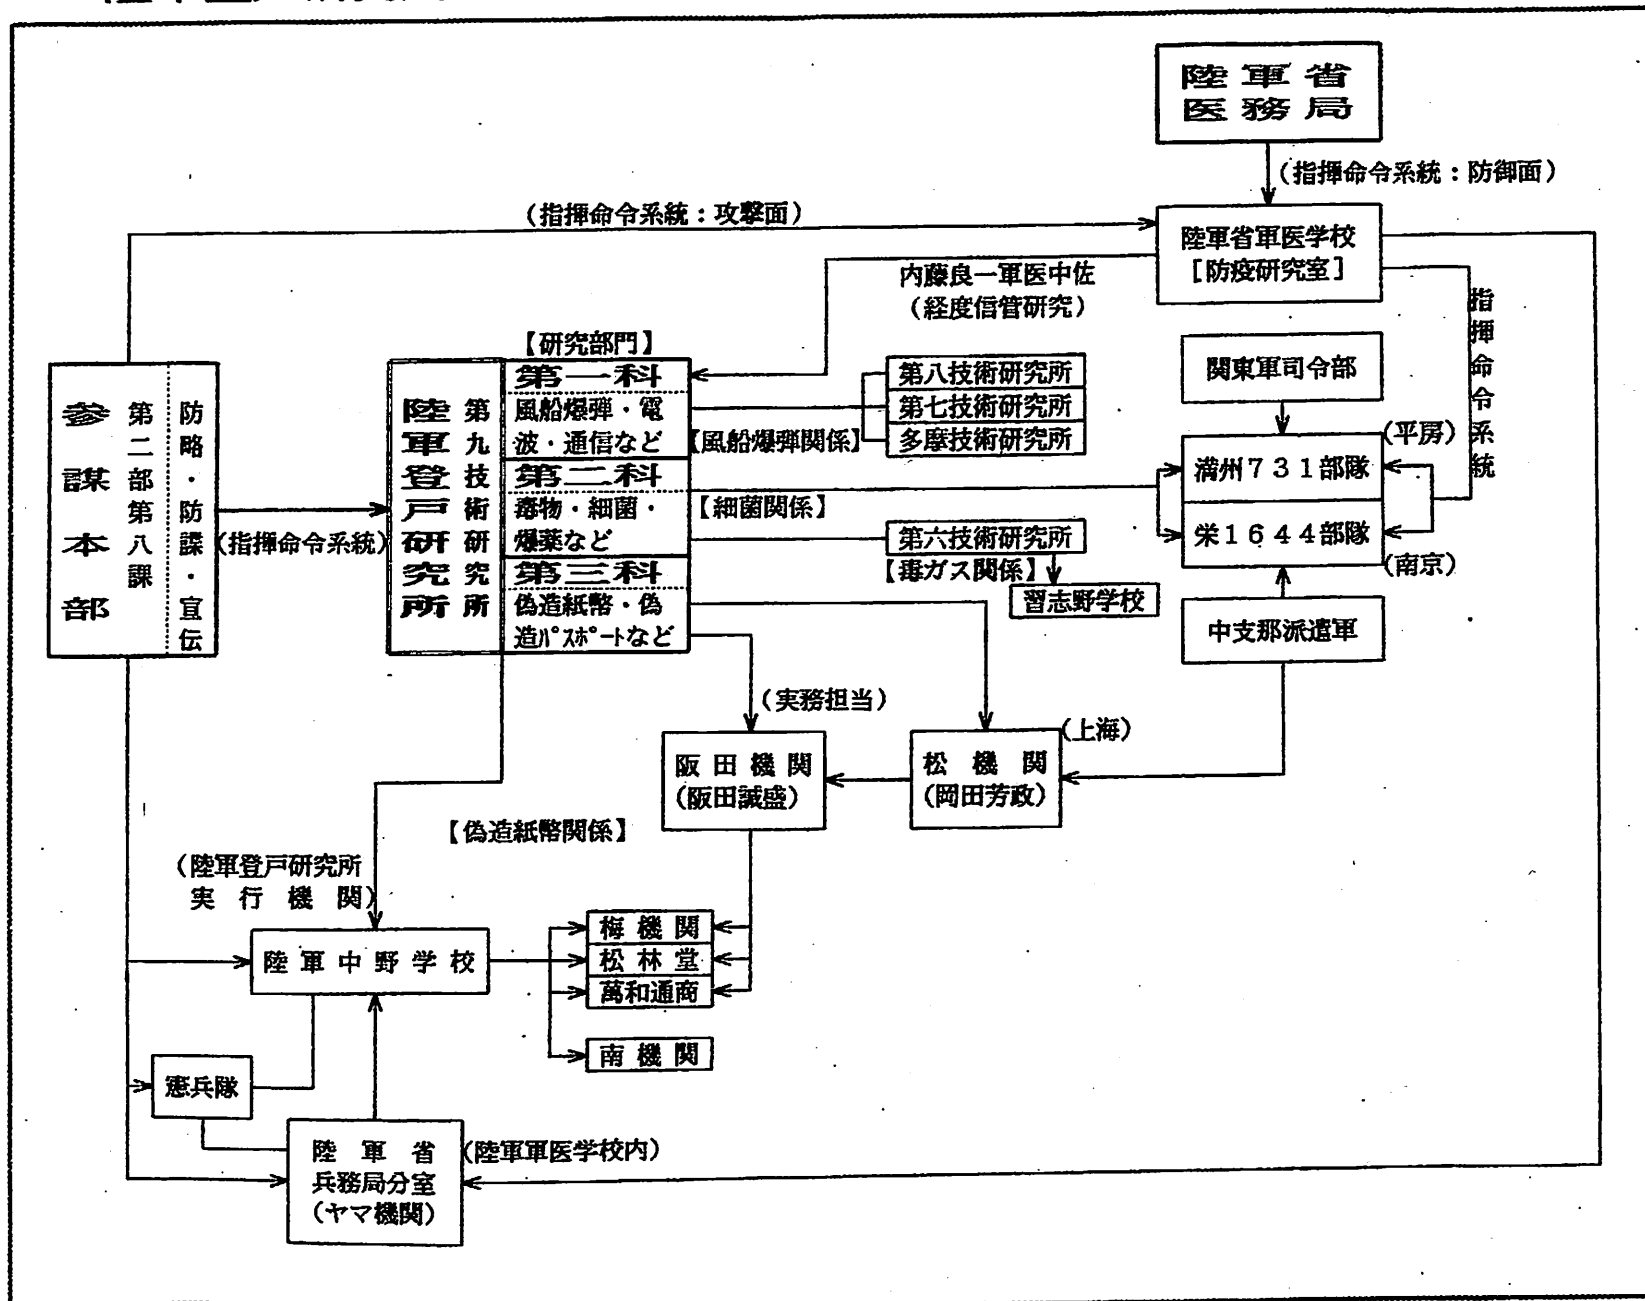 陸軍省
医務局
(指揮命令系統：防御面)
(指揮命令系統：攻撃面)
陸軍省軍医学校
[防疫研究室]
内藤良一軍医中佐
(経度信管研究)
指揮命令系統
【研究部門】
参謀本部
第二部第八課
防略・防課・宣伝
(指揮命令系統)
陸軍登戸研究所
第九技術研究所
第一科
風船爆弾・電
波・通信など
第二科
毒物・細菌・
爆薬など
第三科
偽造紙幣・偽
造パスポートなど
第八技術研究所
第七技術研究所
多摩技術研究所
【風船爆弾関係】
【細菌関係】
第六技術研究所
【毒ガス関係】
習志野学校
関東軍司令部
(平房)
満州７３１部隊
栄１６４４部隊
(南京)
中支那派遣軍
(実務担当)
阪田機関
(阪田誠盛)
(上海)
松機関
(岡田芳政)
【偽造紙幣関係】
(陸軍登戸研究所
実行機関)
陸軍中野学校
梅機関
松林堂
萬和通商
南機関
憲兵隊
陸軍省
兵務局分室
(ヤマ機関)
(陸軍軍医学校内)